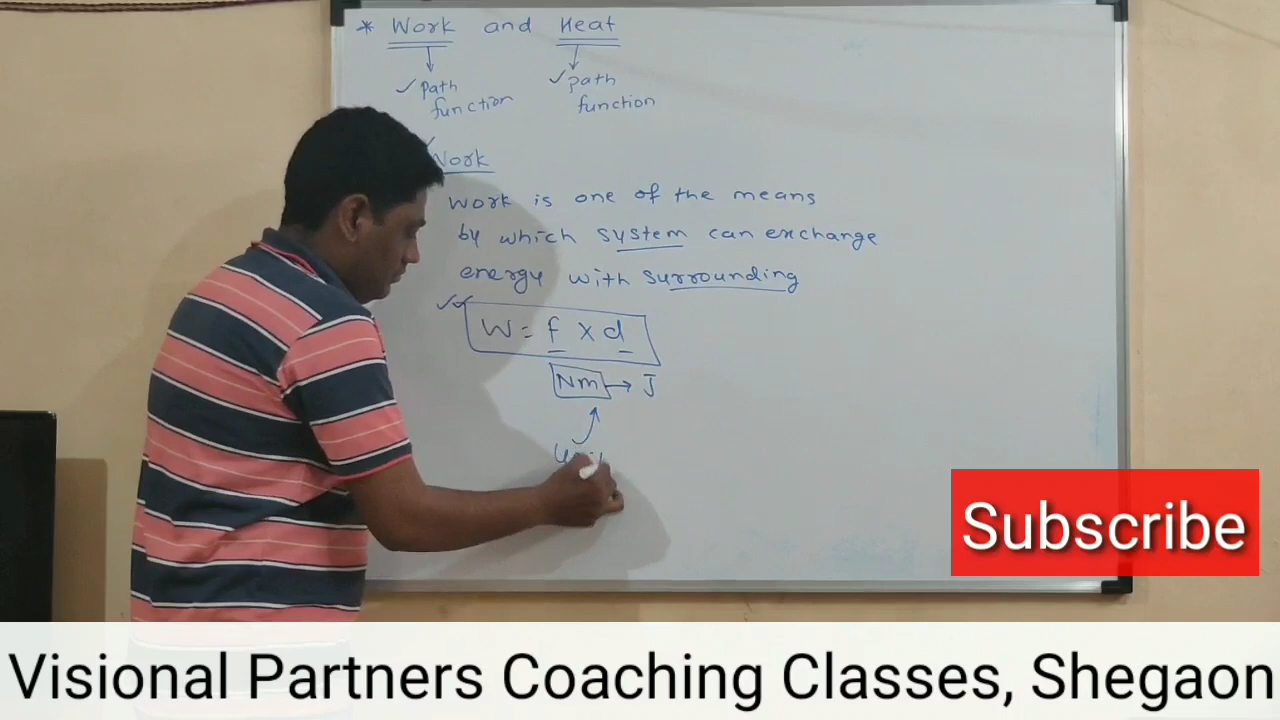 * Work and Heat
✓ path function
✓ path function
Work
Work is one of the means
by which system can exchange
energy with surrounding
W = f x d
Nm → J
Subscribe
Visional Partners Coaching Classes, Shegaon